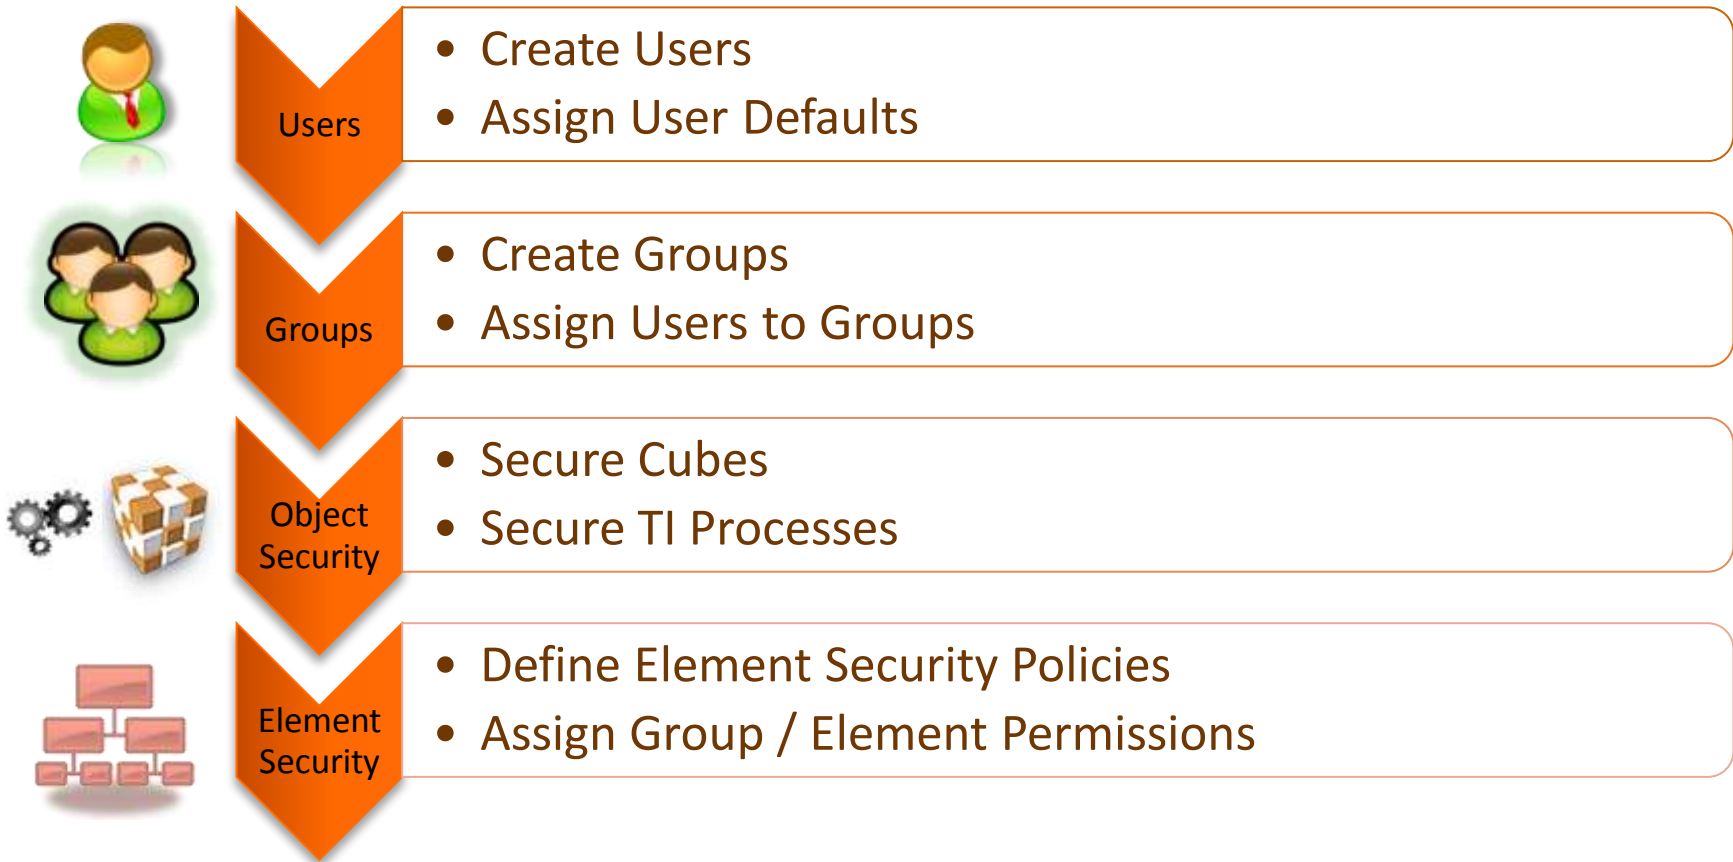 Users
• Create Users
• Assign User Defaults
Groups
• Create Groups
• Assign Users to Groups
Object
Security
• Secure Cubes
• Secure TI Processes
Element
Security
• Define Element Security Policies
• Assign Group / Element Permissions